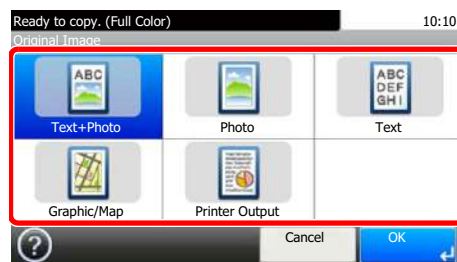 Ready to copy. (Full Color) 10:10
Original Image
ABC
ABC
DEF
GHI
Text+Photo Photo Text
Graphic/Map Printer Output
? Cancel OK